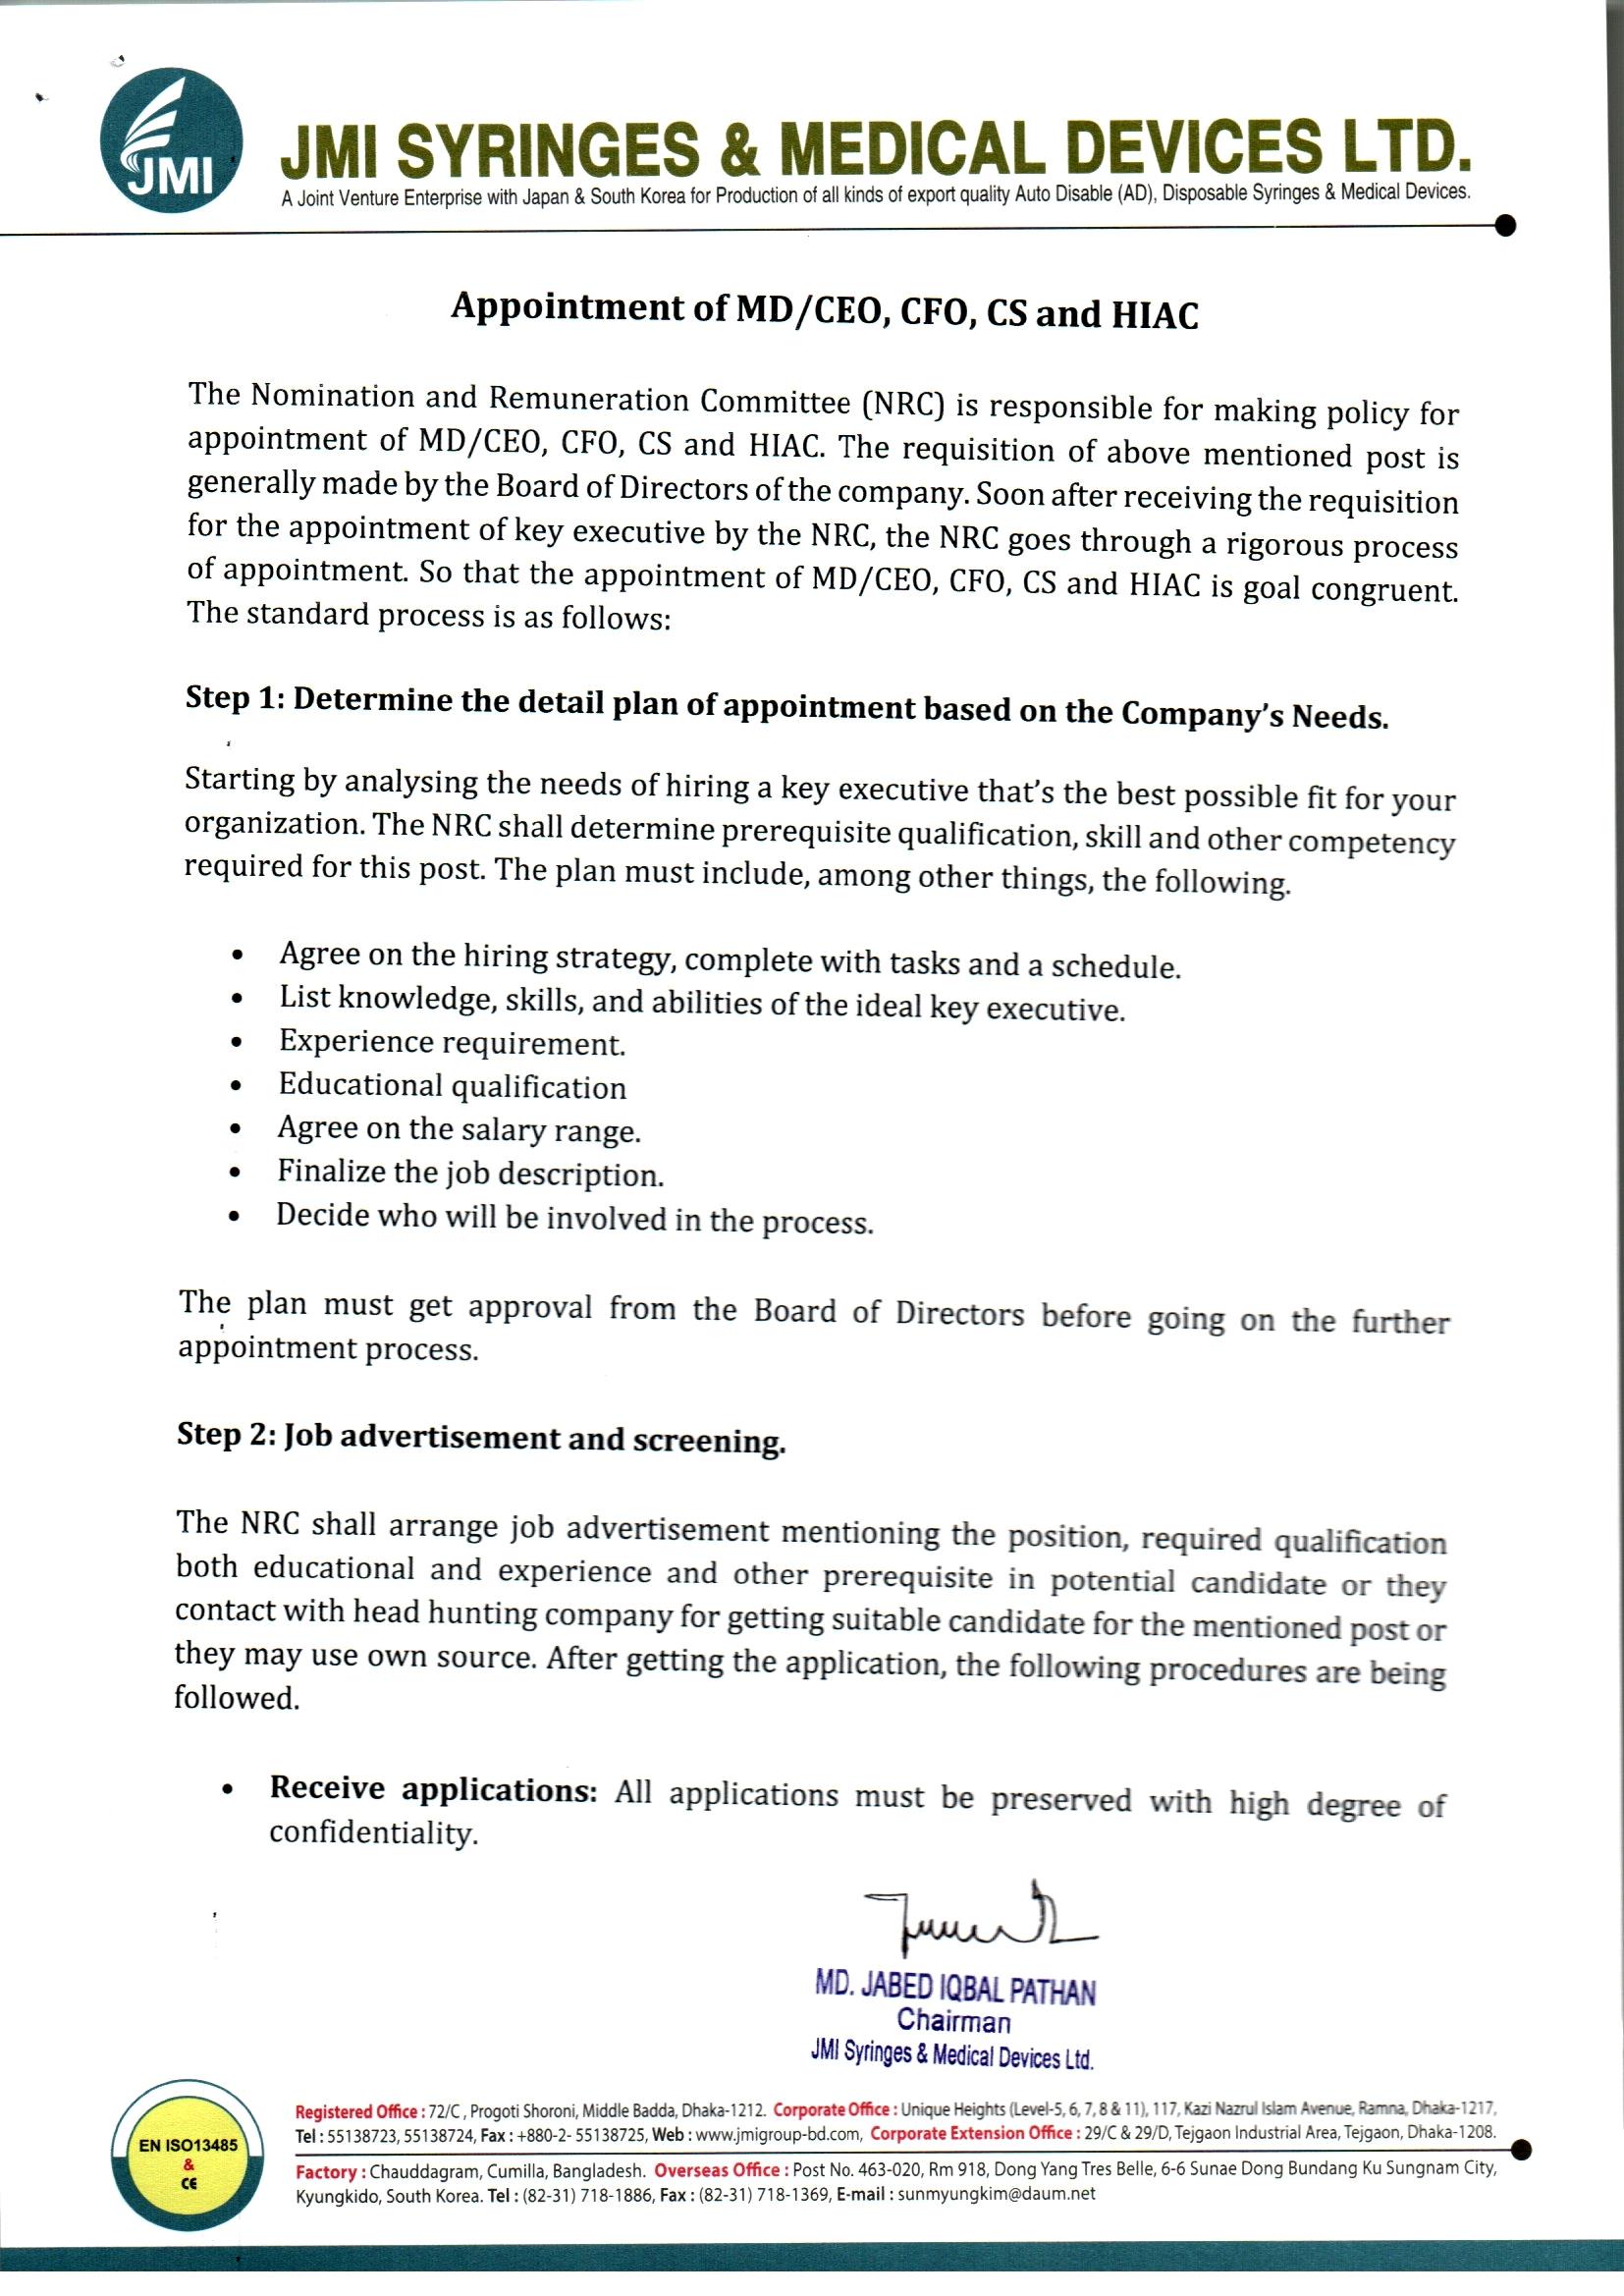 JMI
JMI SYRINGES & MEDICAL DEVICES LTD.
A Joint Venture Enterprise with Japan & South Korea for Production of all kinds of export quality Auto Disable (AD), Disposable Syringes & Medical Devices.
Appointment of MD/CEO, CFO, CS and HIAC
The Nomination and Remuneration Committee (NRC) is responsible for making policy for
appointment of MD/CEO, CFO, CS and HIAC. The requisition of above mentioned post is
generally made by the Board of Directors of the company. Soon after receiving the requisition
for the appointment of key executive by the NRC, the NRC goes through a rigorous process
of appointment. So that the appointment of MD/CEO, CFO, CS and HIAC is goal congruent.
The standard process is as follows:
Step 1: Determine the detail plan of appointment based on the Company's Needs.
Starting by analysing the needs of hiring a key executive that's the best possible fit for your
organization. The NRC shall determine prerequisite qualification, skill and other competency
required for this post. The plan must include, among other things, the following.
• Agree on the hiring strategy, complete with tasks and a schedule.
• List knowledge, skills, and abilities of the ideal key executive.
• Experience requirement.
• Educational qualification
• Agree on the salary range.
• Finalize the job description.
• Decide who will be involved in the process.
The plan must get approval from the Board of Directors before going on the further
appointment process.
Step 2: Job advertisement and screening.
The NRC shall arrange job advertisement mentioning the position, required qualification
both educational and experience and other prerequisite in potential candidate or they
contact with head hunting company for getting suitable candidate for the mentioned post or
they may use own source. After getting the application, the following procedures are being
followed.
• Receive applications: All applications must be preserved with high degree of
confidentiality.
MD. JABED IQBAL PATHAN
Chairman
JMI Syringes & Medical Devices Ltd.
EN ISO13485
&
CE
Registered Office : 72/C , Progoti Shoroni, Middle Badda, Dhaka-1212. Corporate Office : Unique Heights (Level-5, 6, 7, 8 & 11), 117, Kazi Nazrul Islam Avenue, Ramna, Dhaka-1217,
Tel : 55138723, 55138724, Fax : +880-2- 55138725, Web : www.jmigroup-bd.com, Corporate Extension Office : 29/C & 29/D, Tejgaon Industrial Area, Tejgaon, Dhaka-1208.
Factory : Chauddagram, Cumilla, Bangladesh. Overseas Office : Post No. 463-020, Rm 918, Dong Yang Tres Belle, 6-6 Sunae Dong Bundang Ku Sungnam City,
Kyungkido, South Korea. Tel : (82-31) 718-1886, Fax : (82-31) 718-1369, E-mail : sunmyungkim@daum.net